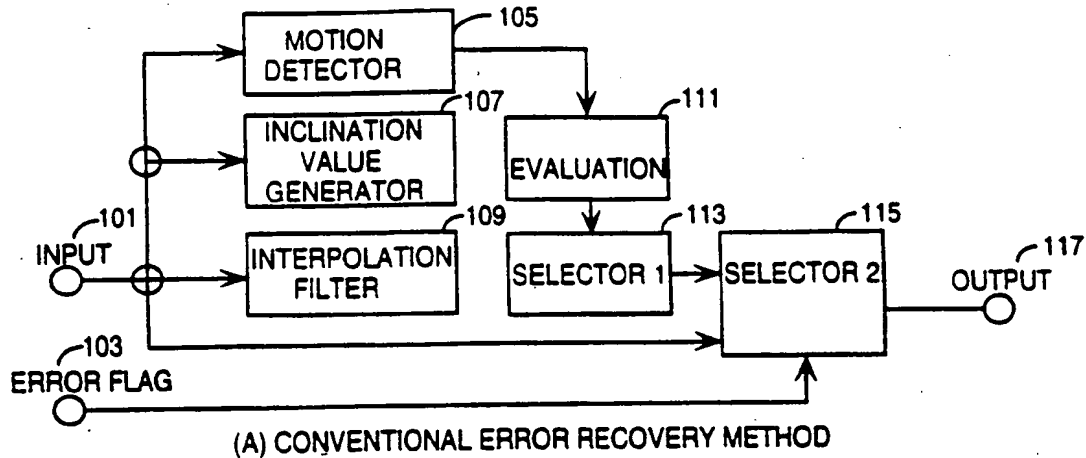 105
MOTION
DETECTOR
107
111
INCLINATION
VALUE
GENERATOR
EVALUATION
101
INPUT
109
INTERPOLATION
FILTER
113
SELECTOR 1
115
SELECTOR 2
117
OUTPUT
103
ERROR FLAG
(A) CONVENTIONAL ERROR RECOVERY METHOD